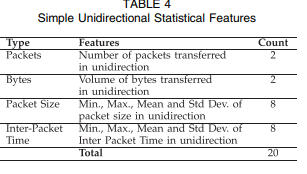 TABLE 4
Simple Unidirectional Statistical Features
Type Features Count
Packets Number of packets transferred 2
in unidirection
Bytes Volume of bytes transferred 2
in unidirection
Packet Size Min., Max., Mean and Std Dev. of 8
packet size in unidirection
Inter-Packet Min., Max., Mean and Std Dev. of 8
Time Inter Packet Time in unidirection
Total 20